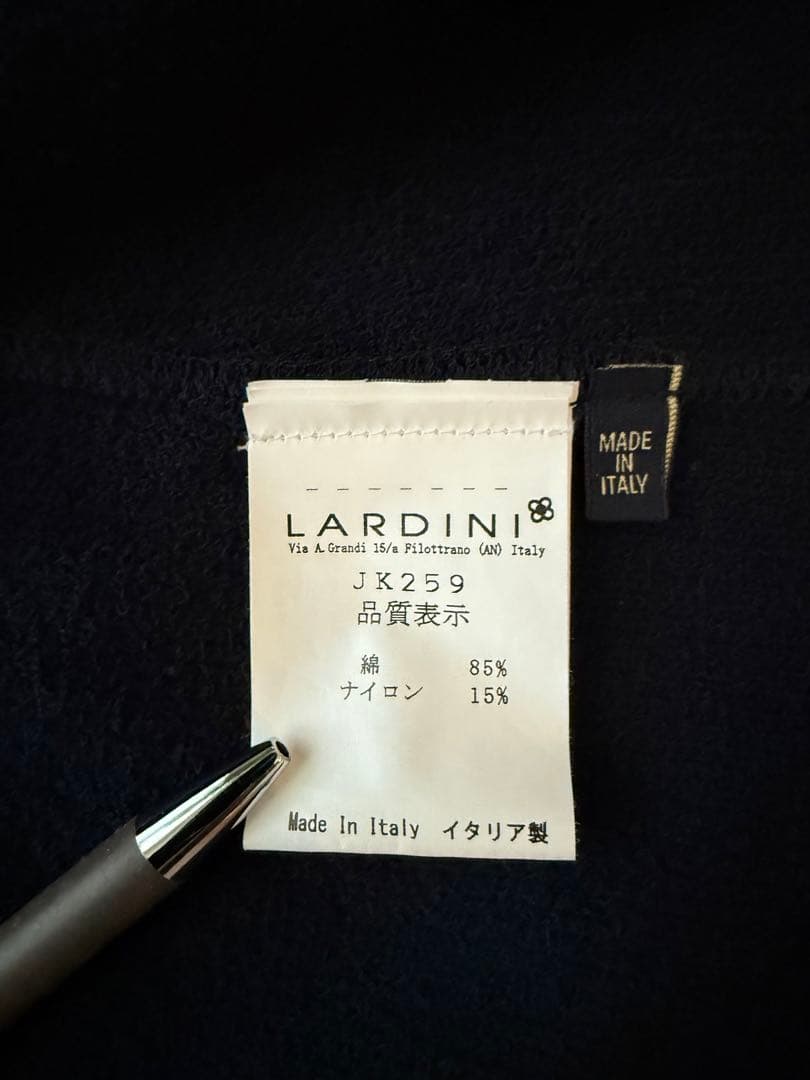 LARDINI
Via A. Grandi 15/a Filottrano (AN) Italy
JK259
品質表示
綿 85%
ナイロン 15%
Made In Italy イタリア製
MADE
IN
ITALY